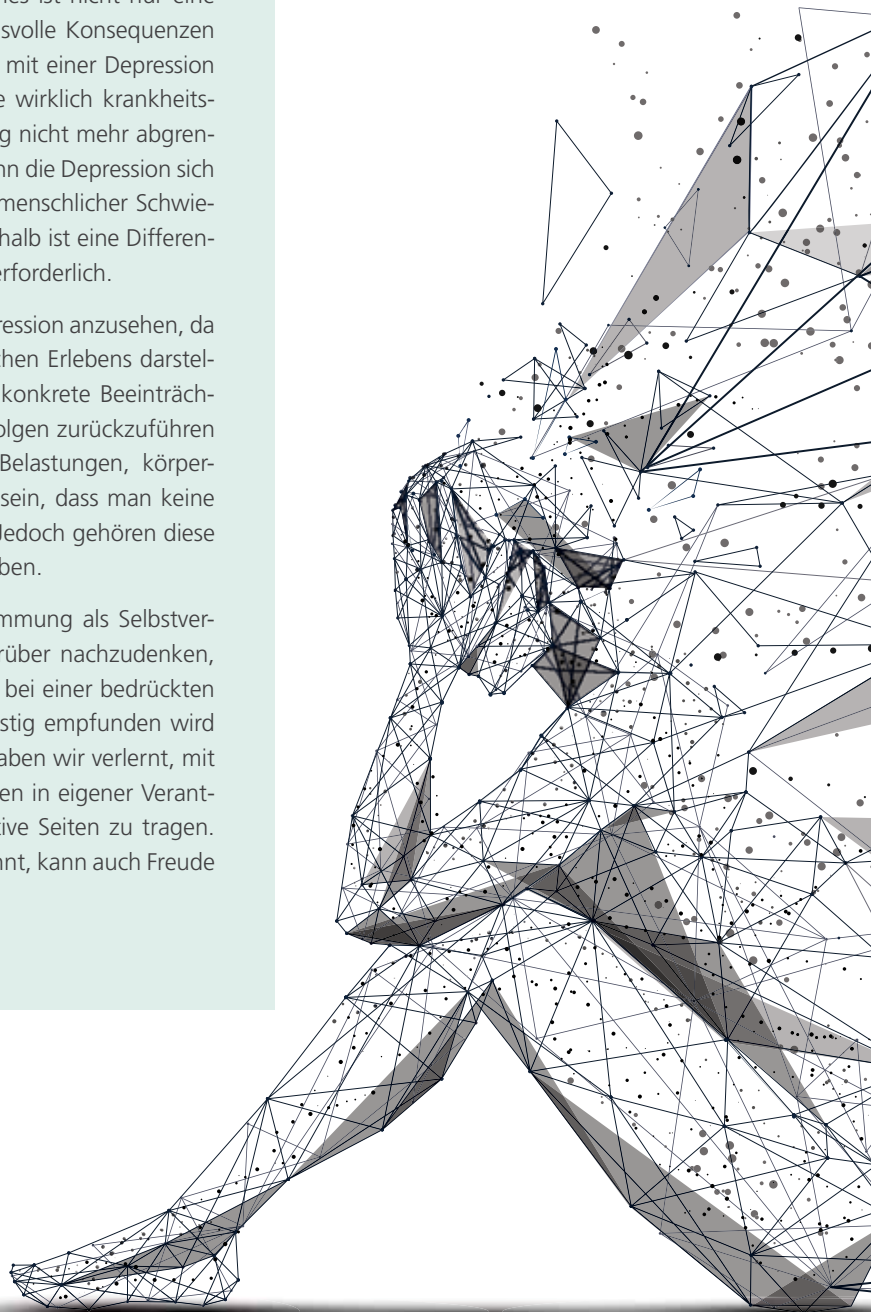 es ist nicht nur eine
svolle Konsequenzen
mit einer Depression
e wirklich krankheits-
g nicht mehr abgren-
nn die Depression sich
menschlicher Schwie-
halb ist eine Differen-
erforderlich.
ression anzusehen, da
chen Erlebens darstel-
konkrete Beeinträch-
olgen zurückzuführen
Belastungen, körper-
sein, dass man keine
Jedoch gehören diese
ben.
mmung als Selbstver-
rüber nachzudenken,
bei einer bedrückten
stig empfunden wird
aben wir verlernt, mit
en in eigener Verant-
tive Seiten zu tragen.
nnt, kann auch Freude